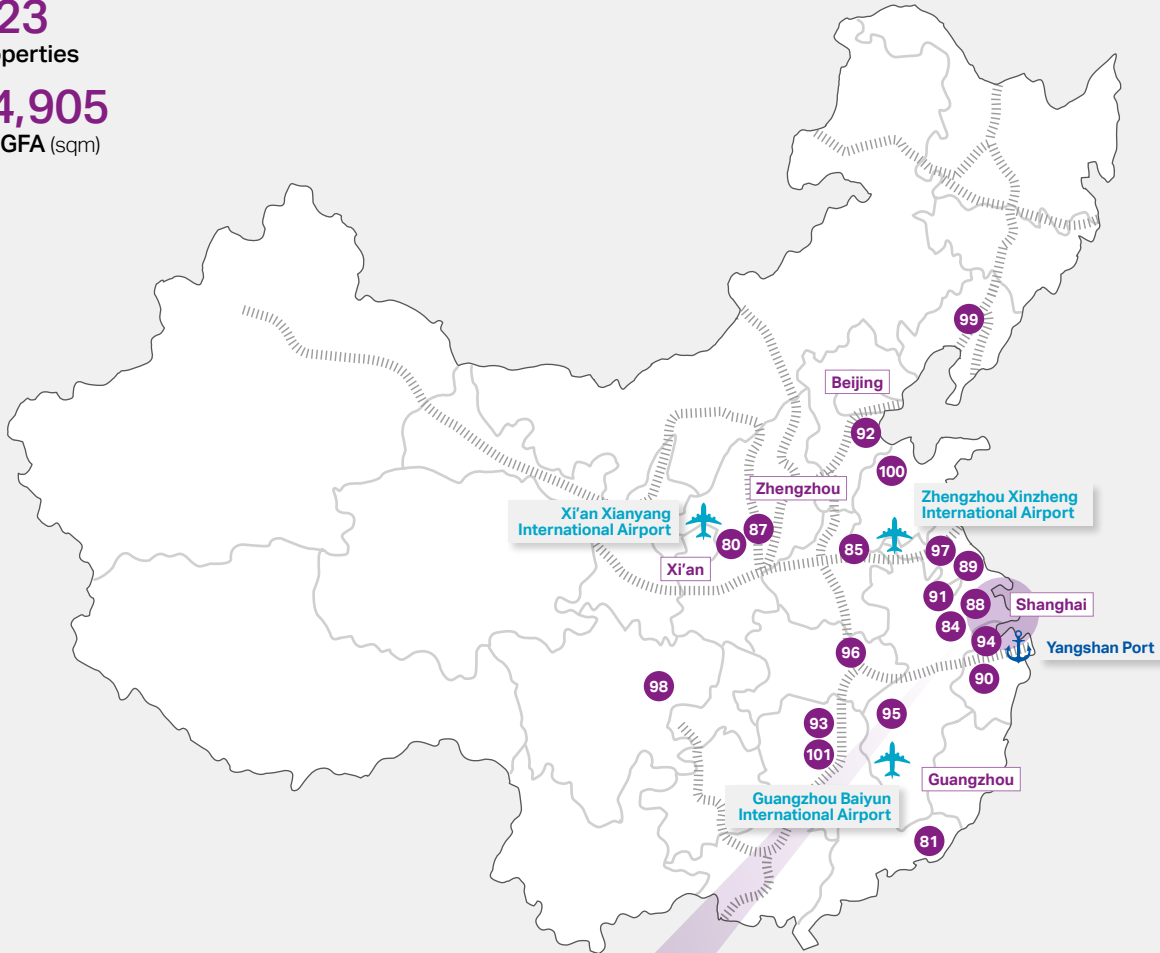 23
perties
4,905
GFA (sqm)
99
Beijing
92
100
Zhengzhou
Zhengzhou Xinzheng
International Airport
Xi'an Xianyang
International Airport
87
80
85
97
Xi'an
89
91
88
Shanghai
84
94
Yangshan Port
96
90
98
95
93
101
Guangzhou
Guangzhou Baiyun
International Airport
81